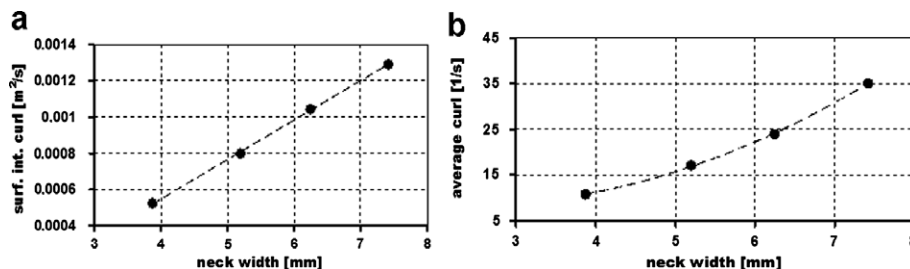 a
surf. int. curl [m²/s]
0.0014
0.0012
0.001
0.0008
0.0006
0.0004
3 4 5 6 7 8
neck width [mm]
b
average curl [1/s]
45
35
25
15
5
3 4 5 6 7 8
neck width [mm]